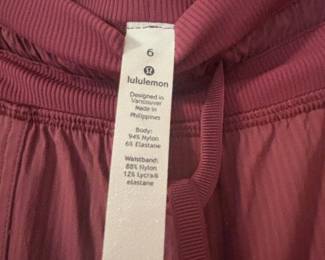 6
lululemon
Designed in
Vancouver
Made in
Philippines
Body:
94% Nylon
6% Elastane
Waistband:
88% Nylon
12% Lycra®
elastane